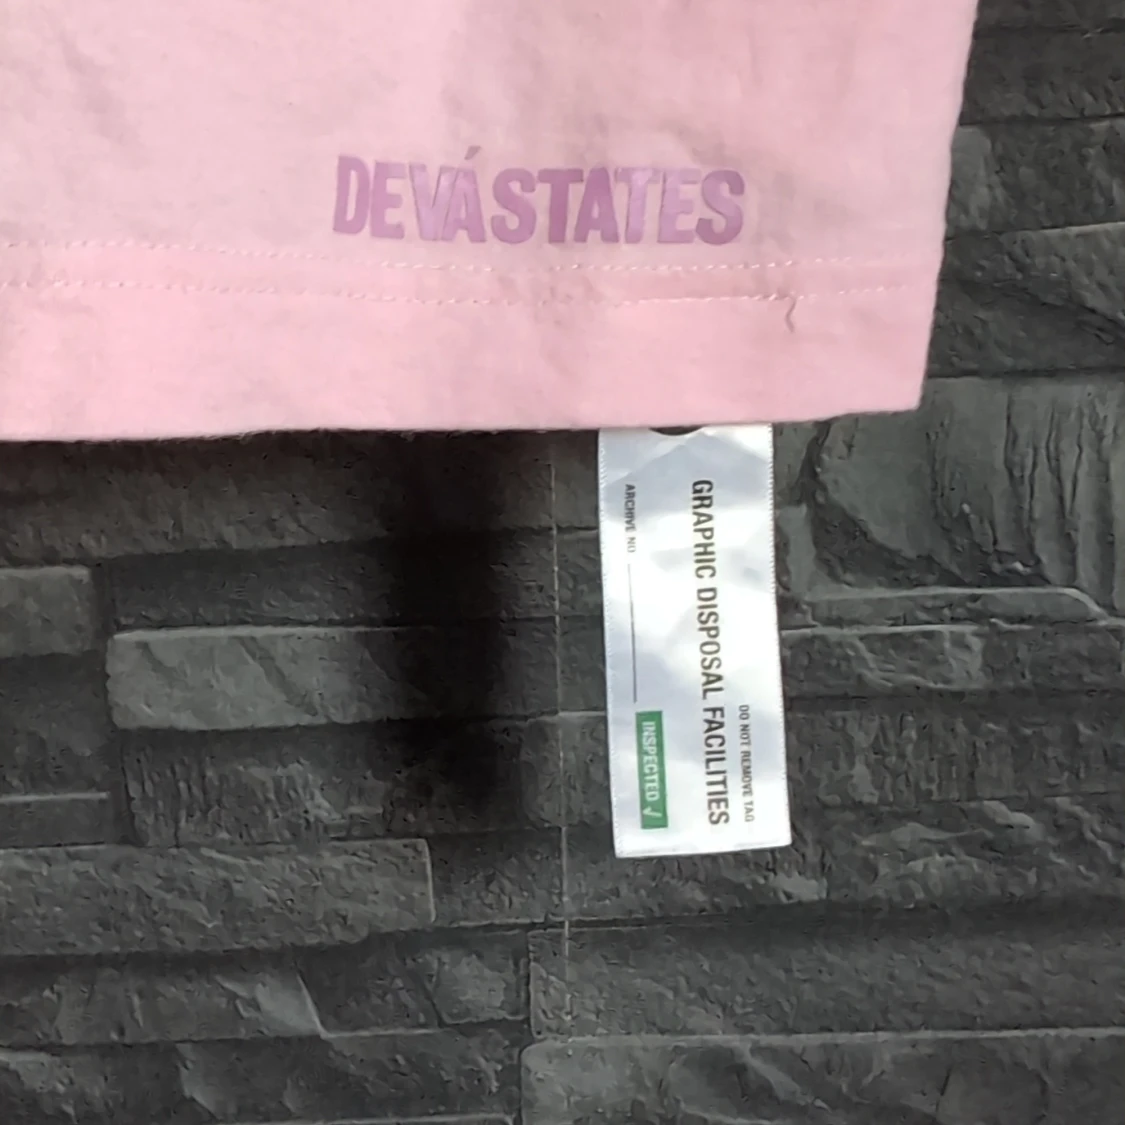 DEVÁSTATES
DO NOT REMOVE TAG
GRAPHIC DISPOSAL FACILITIES
ARCHIVE NO
INSPECTED √